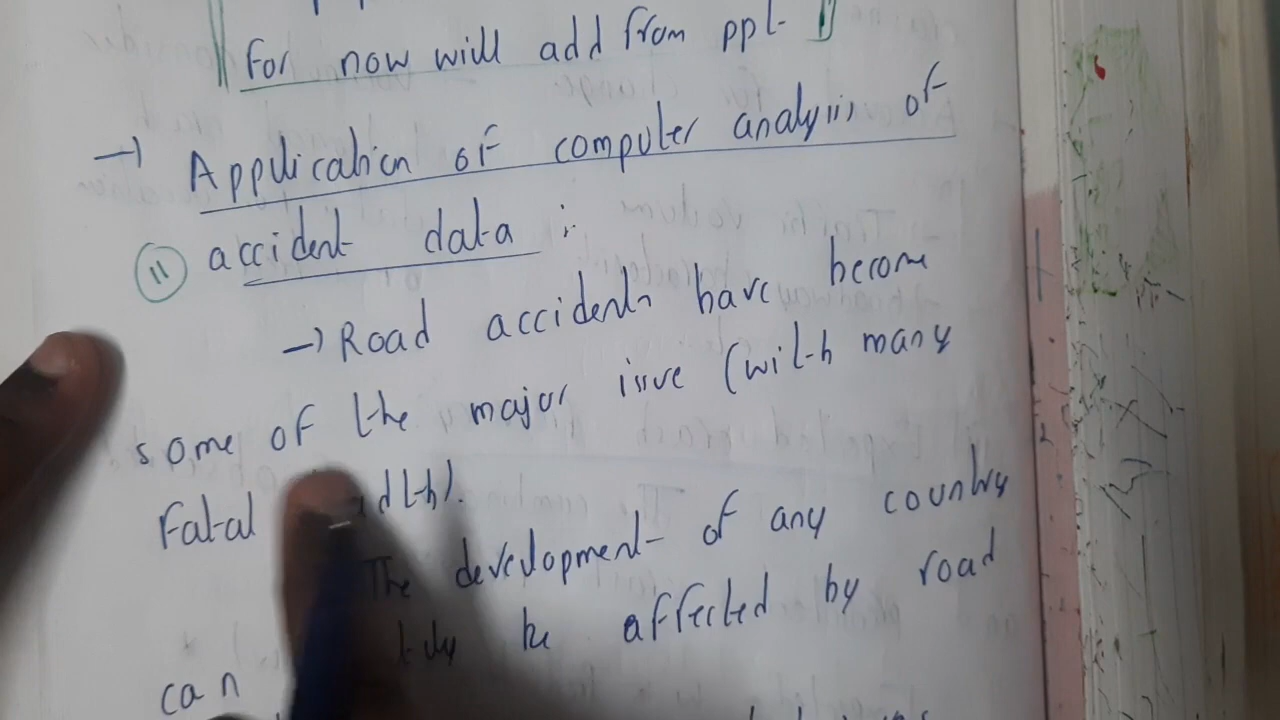 For now will add from ppt
→ Application of computer analysis of
11 accident data :
→ Road accidents have become
some of the major issue (with many
Fatal
The development of any country
can be affected by road